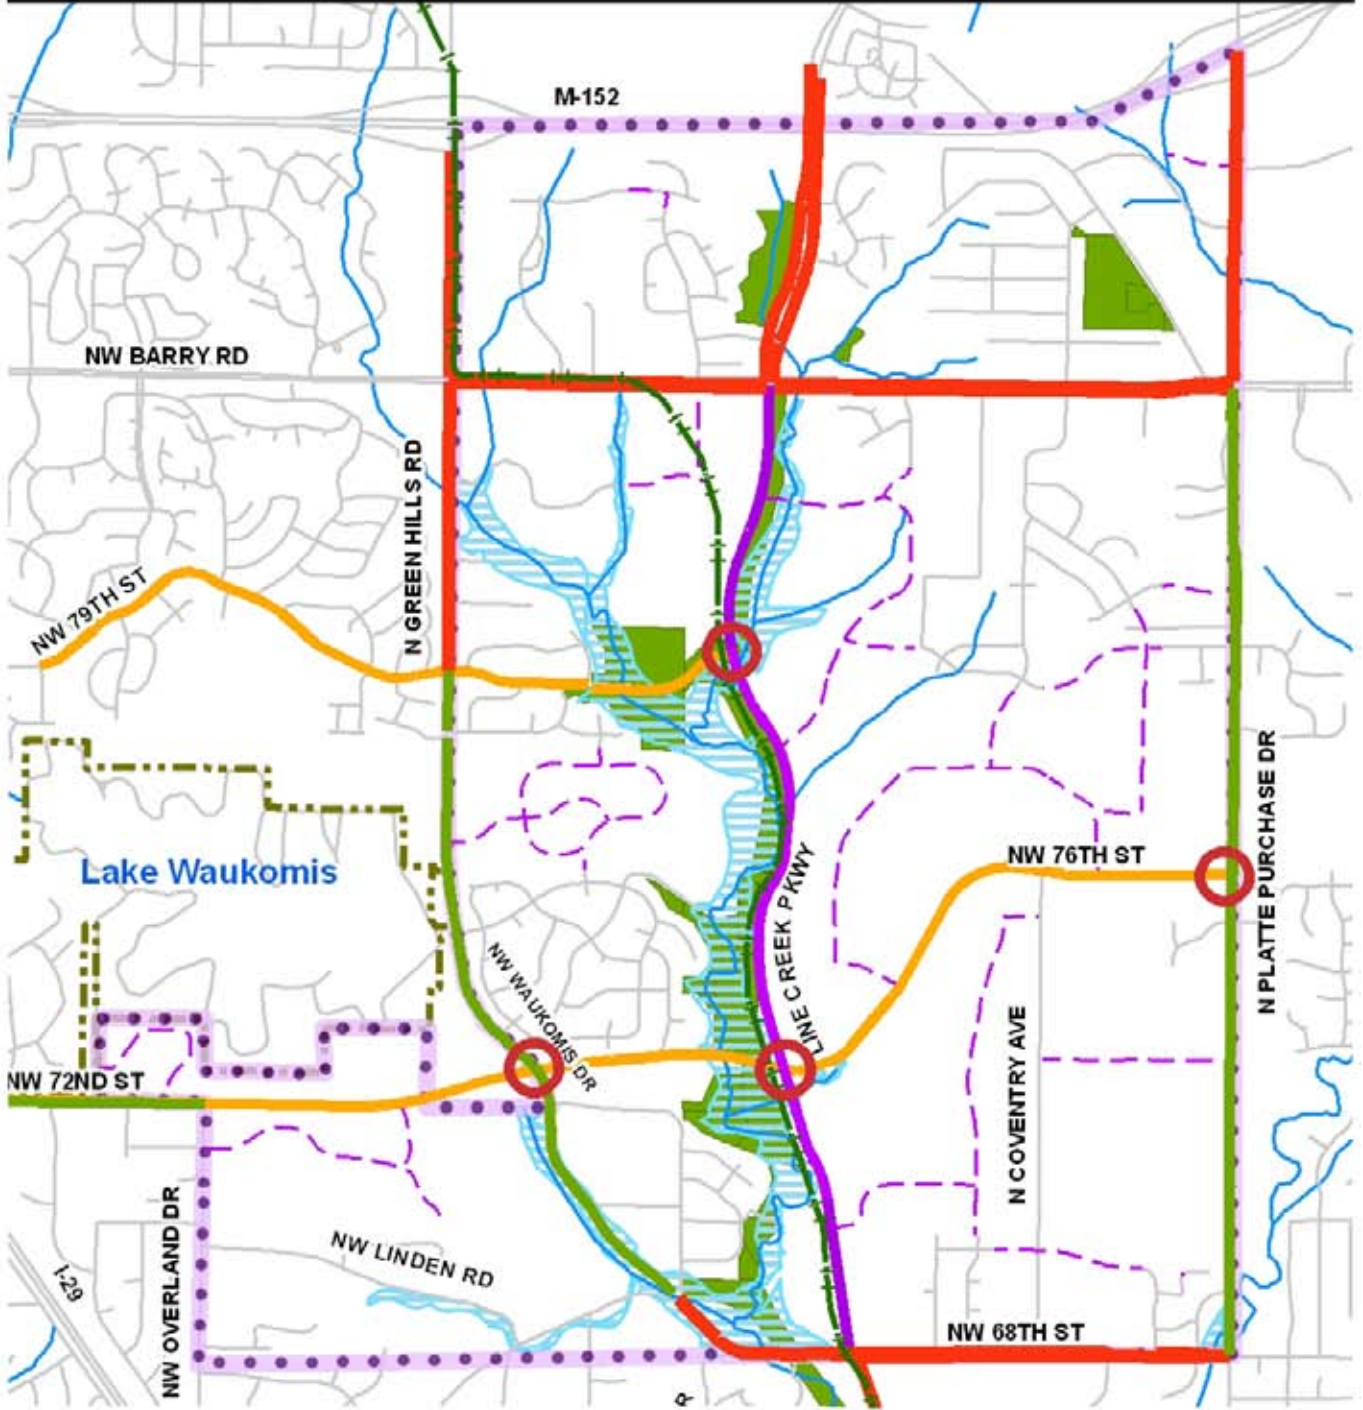 M-152
NW BARRY RD
N GREEN HILLS RD
NW 79TH ST
N PLATTE PURCHASE DR
Lake Waukomis
NW 76TH ST
LINE CREEK PKWY
NW WAUKOMIS DR
N COVENTRY AVE
NW 72ND ST
NW OVERLAND DR
NW LINDEN RD
I-29
NW 68TH ST
R